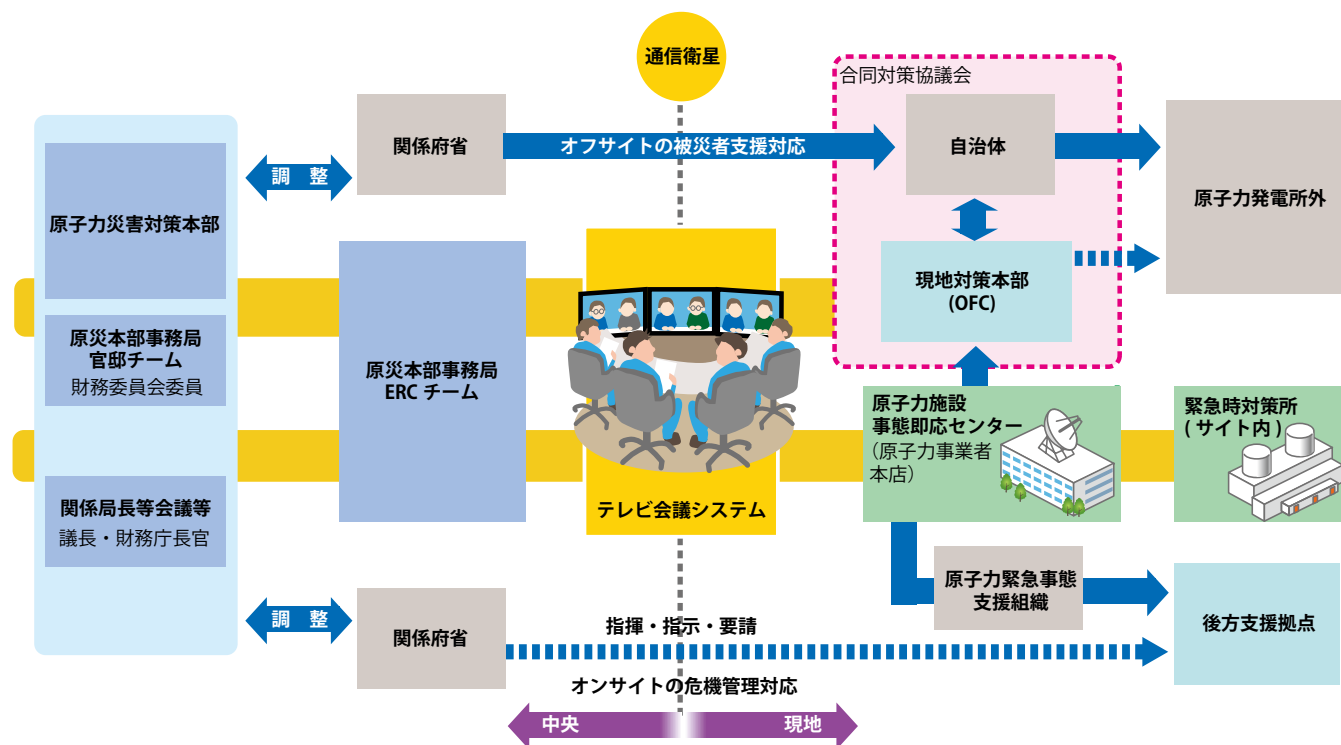 通信衛星
合同対策協議会
関係府省
オフサイトの被災者支援対応
自治体
原子力発電所外
調 整
原子力災害対策本部
現地対策本部
(OFC)
原災本部事務局
官邸チーム
財務委員会委員
原災本部事務局
ERC チーム
原子力施設
事態即応センター
(原子力事業者
本店)
緊急時対策所
( サイト内 )
テレビ会議システム
関係局長等会議等
議長・財務庁長官
原子力緊急事態
支援組織
調 整
関係府省
指揮・指示・要請
後方支援拠点
オンサイトの危機管理対応
中央
現地